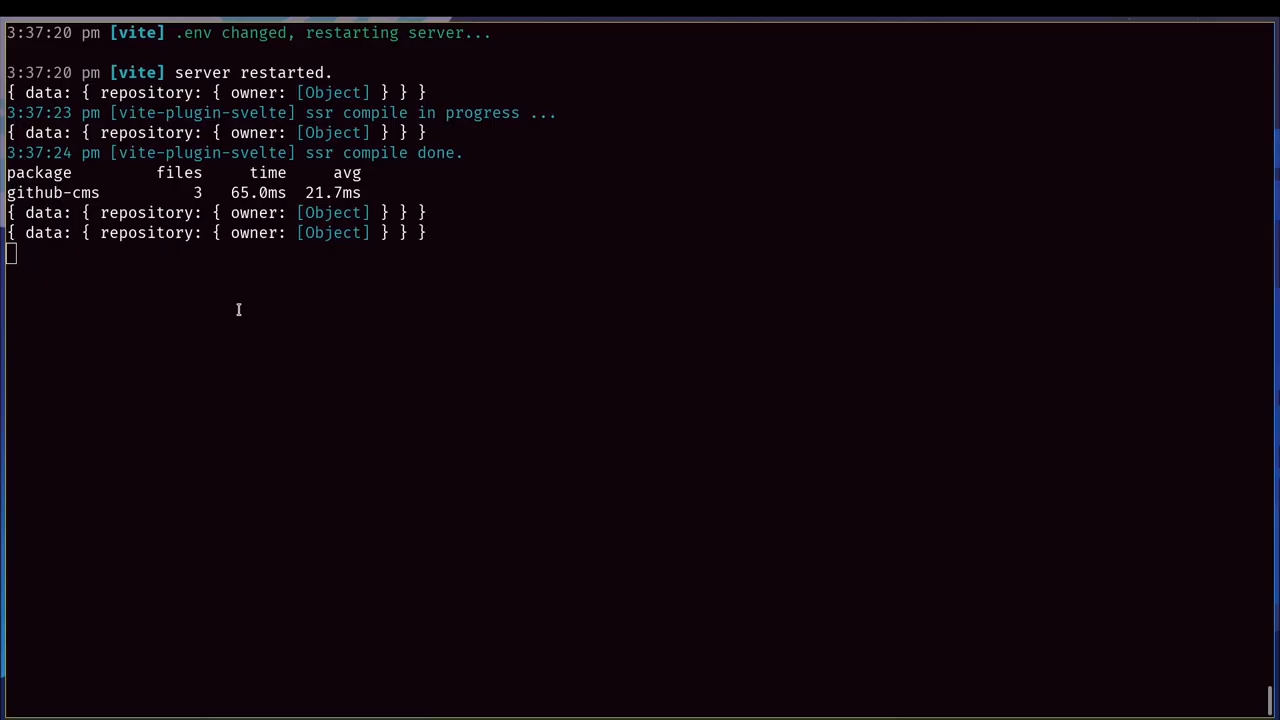 3:37:20 pm [vite] .env changed, restarting server...
3:37:20 pm [vite] server restarted.
{ data: { repository: { owner: [Object] } } }
3:37:23 pm [vite-plugin-svelte] ssr compile in progress ...
{ data: { repository: { owner: [Object] } } }
3:37:24 pm [vite-plugin-svelte] ssr compile done.
package         files     time     avg
github-cms          3   65.0ms  21.7ms
{ data: { repository: { owner: [Object] } } }
{ data: { repository: { owner: [Object] } } }